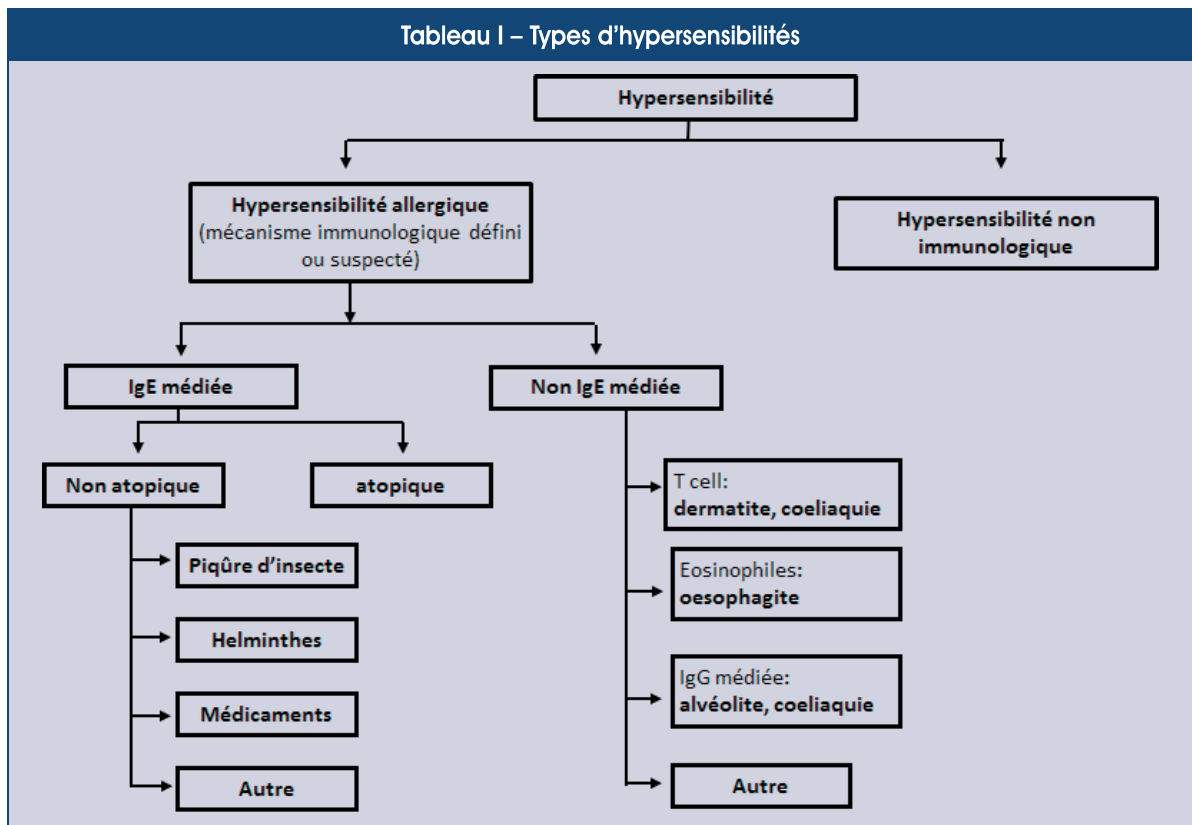 Tableau I – Types d'hypersensibilités
Hypersensibilité
Hypersensibilité allergique
(mécanisme immunologique défini
ou suspecté)
Hypersensibilité non
immunologique
IgE médiée
Non IgE médiée
Non atopique
atopique
T cell:
dermatite, coeliaquie
Piqûre d'insecte
Eosinophiles:
oesophagite
Helminthes
IgG médiée:
alvéolite, coeliaquie
Médicaments
Autre
Autre